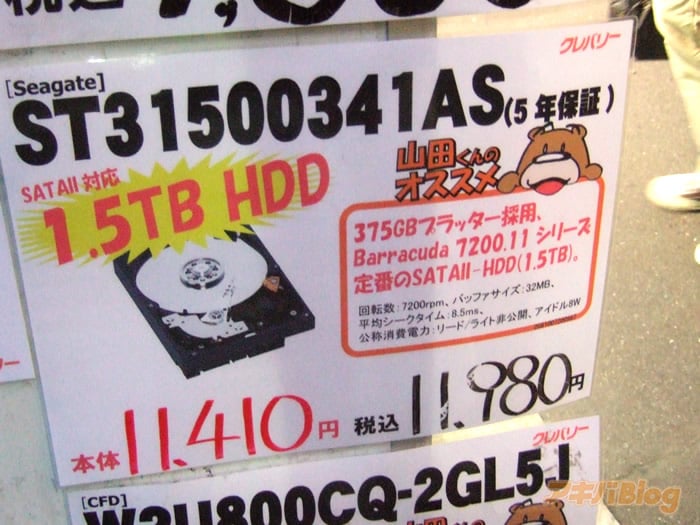 クレバリー
[Seagate]
ST31500341AS(5年保証)
山田くんの
オススメ
SATAII対応
1.5TB HDD
375GBプラッター採用、
Barracuda 7200.11 シリーズ
定番のSATAII-HDD(1.5TB)。
回転数:7200rpm、バッファサイズ:32MB、
平均シークタイム:8.5ms、
公称消費電力:リード/ライト非公開、アイドル8W
本体 11,410円 税込 11,980円
クレバリー
[CFD]
W2U800CQ-2GL5J
アキバBlog